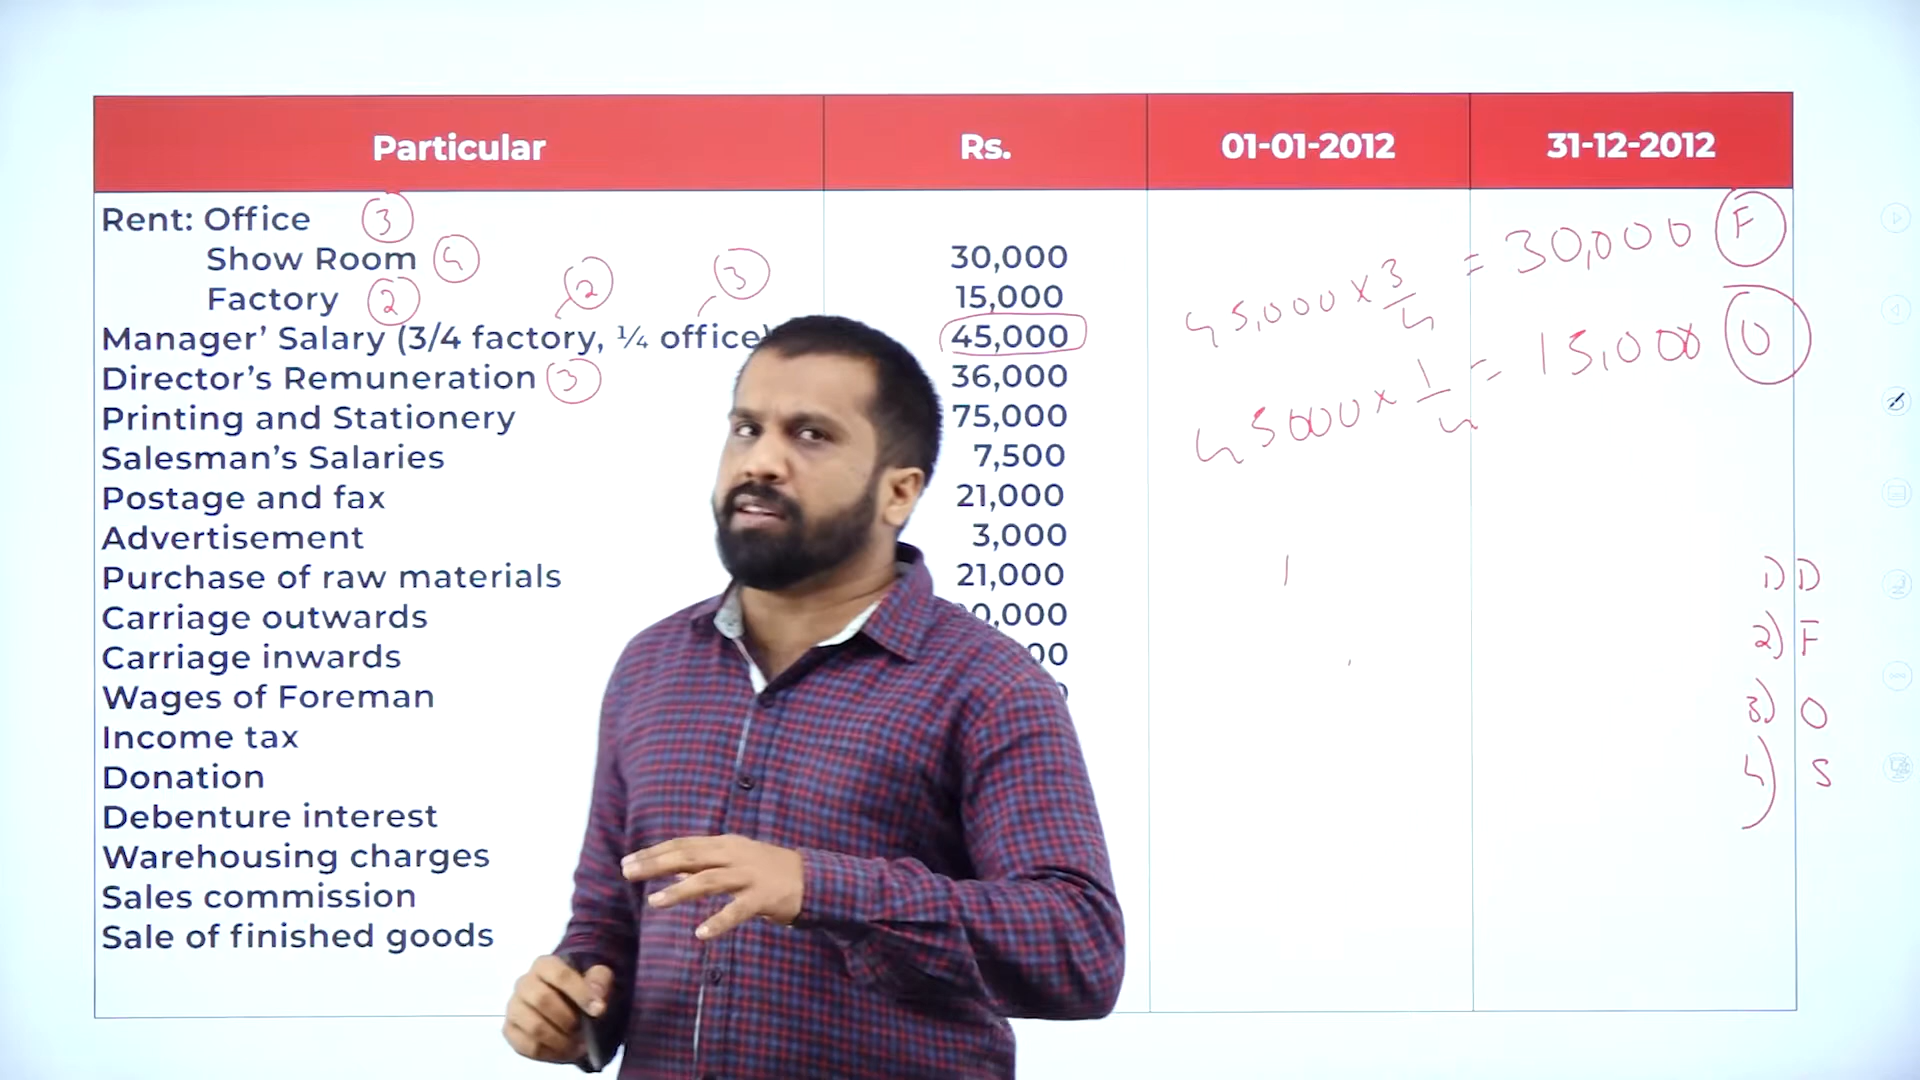 Particular Rs. 01-01-2012 31-12-2012
Rent: Office 3
Show Room 4 30,000
Factory 2 15,000
2 3
Manager’ Salary (3/4 factory, ¼ office) 45,000
Director’s Remuneration 3 36,000
Printing and Stationery 75,000
Salesman’s Salaries 7,500
Postage and fax 21,000
Advertisement 3,000
Purchase of raw materials 21,000
Carriage outwards
Carriage inwards
Wages of Foreman
Income tax
Donation
Debenture interest
Warehousing charges
Sales commission
Sale of finished goods
45,000 × 3/4 = 30,000 F
45000 × 1/4 = 15,000 O
1) D
2) F
3) O
4) S